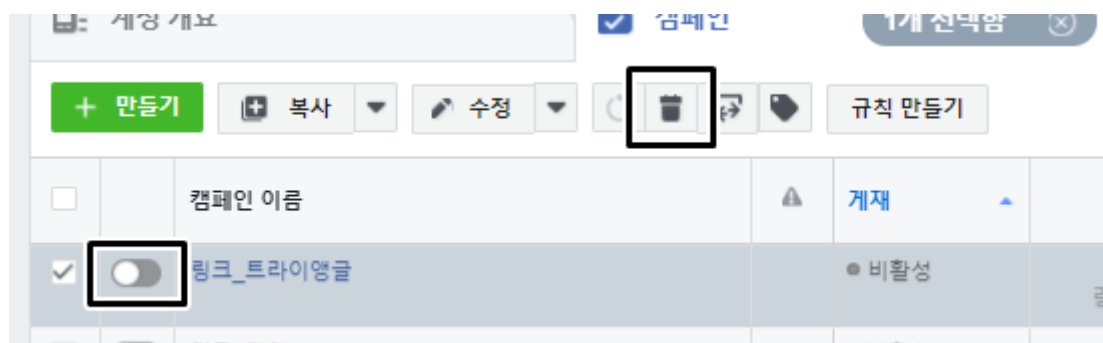 계정 개요
캠페인
1개 선택함
+ 만들기
복사
수정
규칙 만들기
캠페인 이름
게재
링크_트라이앵글
비활성